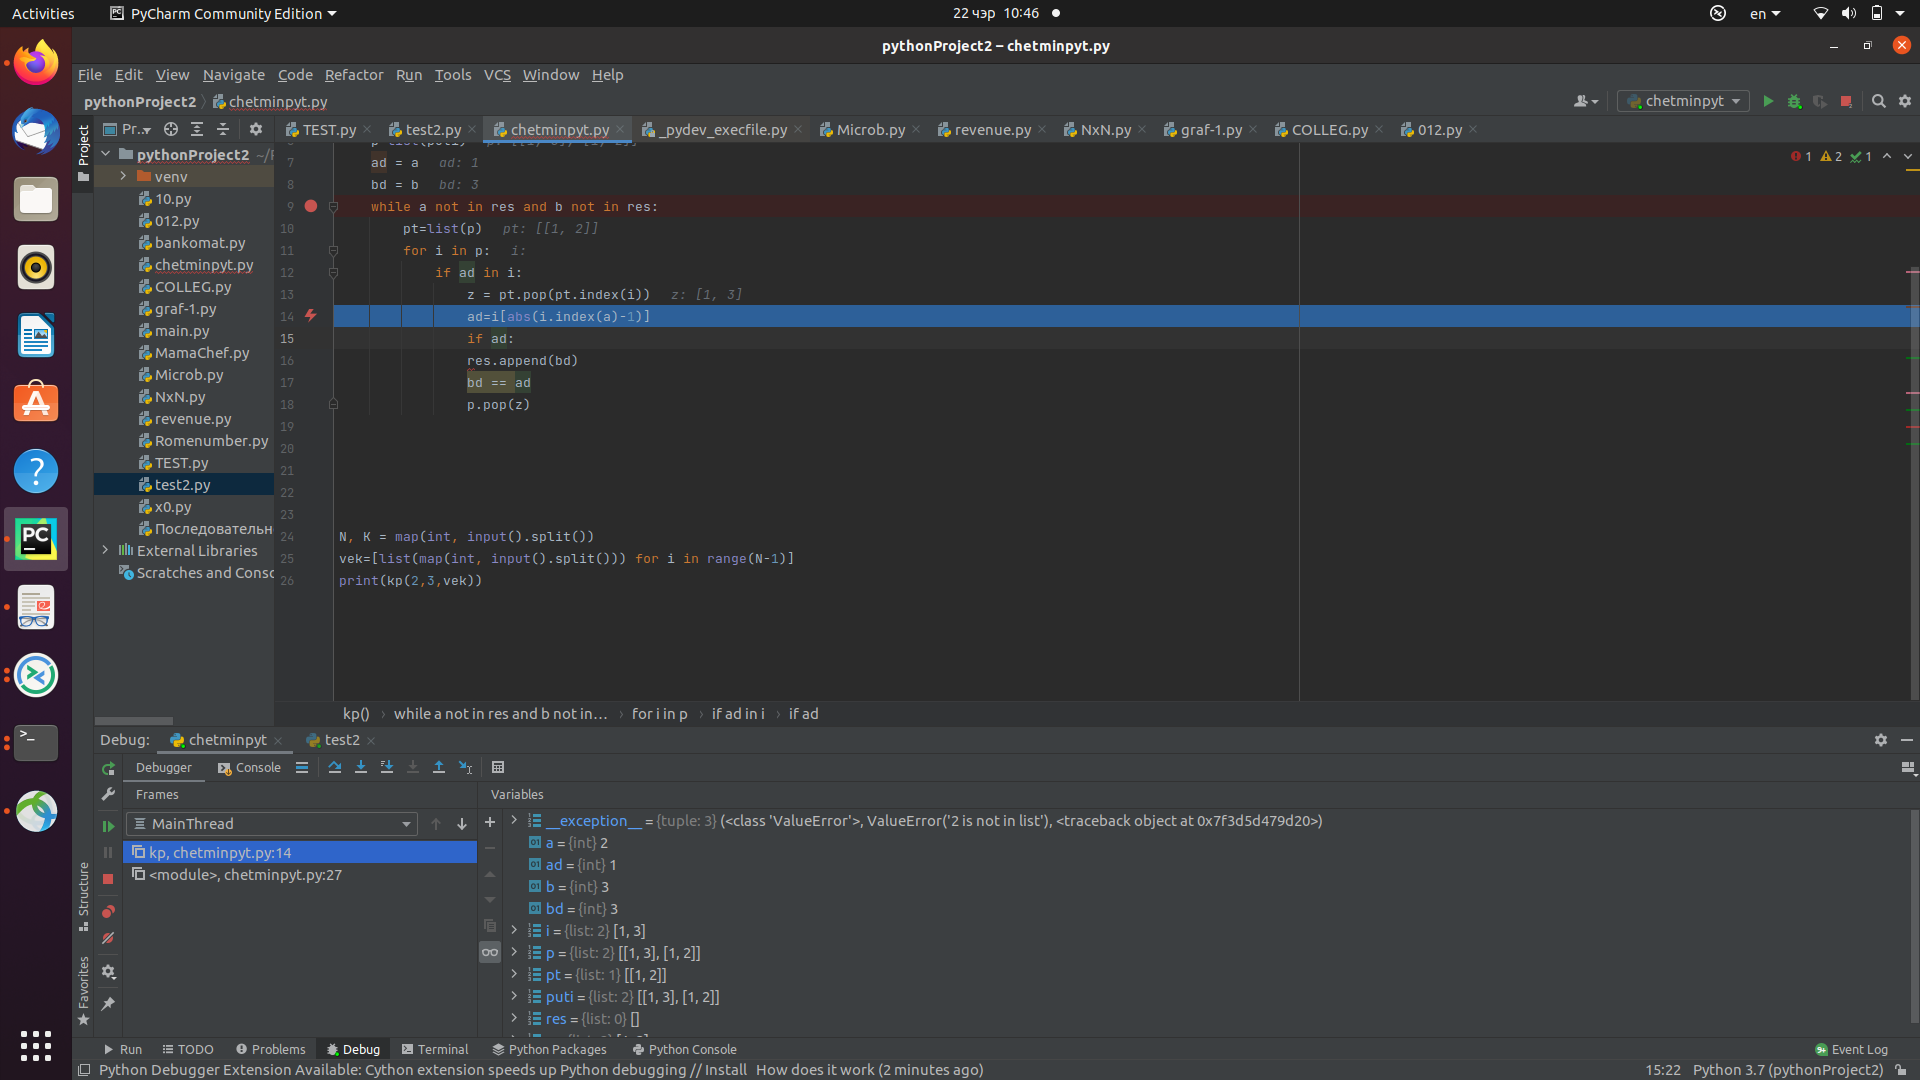 Activities PyCharm Community Edition 22 чэр 10:46 en
pythonProject2 – chetminpyt.py
File Edit View Navigate Code Refactor Run Tools VCS Window Help
pythonProject2 chetminpyt.py chetminpyt
Project Pr... TEST.py test2.py chetminpyt.py _pydev_execfile.py Microb.py revenue.py NxN.py graf-1.py COLLEG.py 012.py
pythonProject2
venv
10.py
012.py
bankomat.py
chetminpyt.py
COLLEG.py
graf-1.py
main.py
MamaChef.py
Microb.py
NxN.py
revenue.py
Romenumber.py
TEST.py
test2.py
x0.py
Последовательн
External Libraries
Scratches and Conso
1 2 1
7 ad = a ad: 1
8 bd = b bd: 3
9 while a not in res and b not in res:
10 pt=list(p) pt: [[1, 2]]
11 for i in p: i:
12 if ad in i:
13 z = pt.pop(pt.index(i)) z: [1, 3]
14 ad=i[abs(i.index(a)-1)]
15 if ad:
16 res.append(bd)
17 bd == ad
18 p.pop(z)
19
20
21
22
23
24 N, K = map(int, input().split())
25 vek=[list(map(int, input().split())) for i in range(N-1)]
26 print(kp(2,3,vek))
kp() while a not in res and b not in... for i in p if ad in i if ad
Debug: chetminpyt test2
Debugger Console
Frames
MainThread
kp, chetminpyt.py:14
<module>, chetminpyt.py:27
Variables
__exception__ = {tuple: 3} (<class 'ValueError'>, ValueError('2 is not in list'), <traceback object at 0x7f3d5d479d20>)
a = {int} 2
ad = {int} 1
b = {int} 3
bd = {int} 3
i = {list: 2} [1, 3]
p = {list: 2} [[1, 3], [1, 2]]
pt = {list: 1} [[1, 2]]
puti = {list: 2} [[1, 3], [1, 2]]
res = {list: 0} []
Structure
Favorites
Run TODO Problems Debug Terminal Python Packages Python Console Event Log
Python Debugger Extension Available: Cython extension speeds up Python debugging // Install How does it work (2 minutes ago) 15:22 Python 3.7 (pythonProject2)